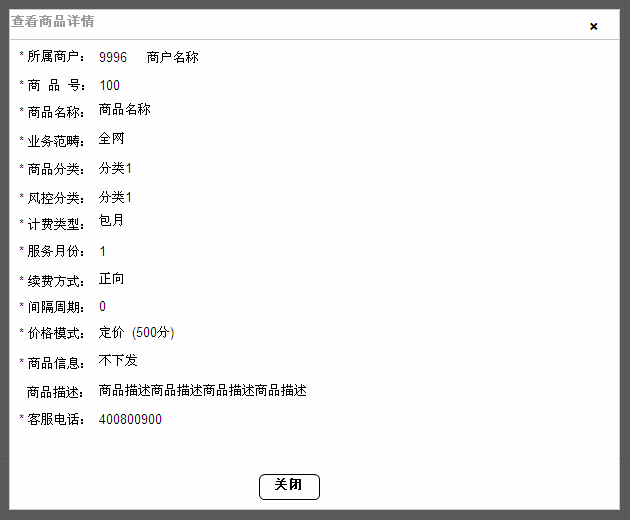 查看商品详情
×
* 所属商户： 9996 商户名称
* 商 品 号： 100
* 商品名称： 商品名称
* 业务范畴： 全网
* 商品分类： 分类1
* 风控分类： 分类1
* 计费类型： 包月
* 服务月份： 1
* 续费方式： 正向
* 间隔周期： 0
* 价格模式： 定价 (500分)
* 商品信息： 不下发
商品描述： 商品描述商品描述商品描述商品描述
* 客服电话： 400800900
关闭